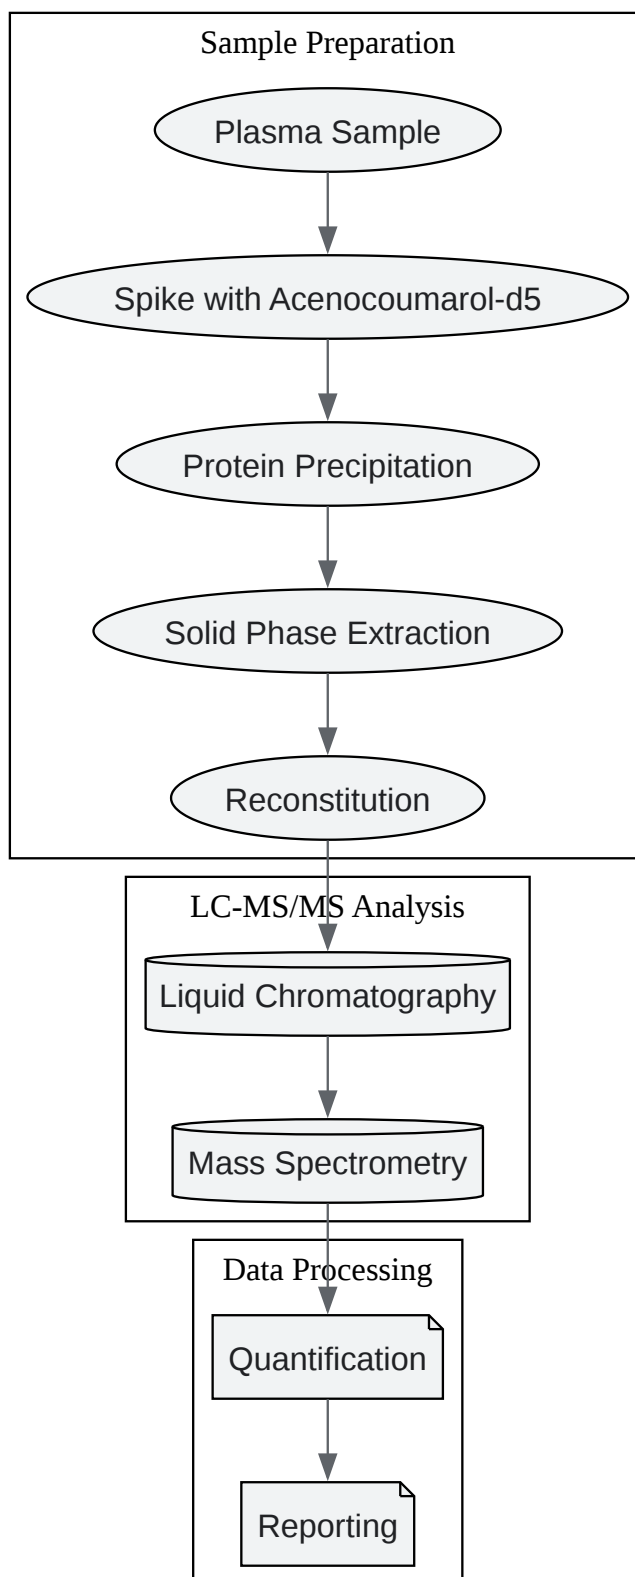 Sample Preparation
Plasma Sample
Spike with Acenocoumarol-d5
Protein Precipitation
Solid Phase Extraction
Reconstitution
LC-MS/MS Analysis
Liquid Chromatography
Mass Spectrometry
Data Processing
Quantification
Reporting